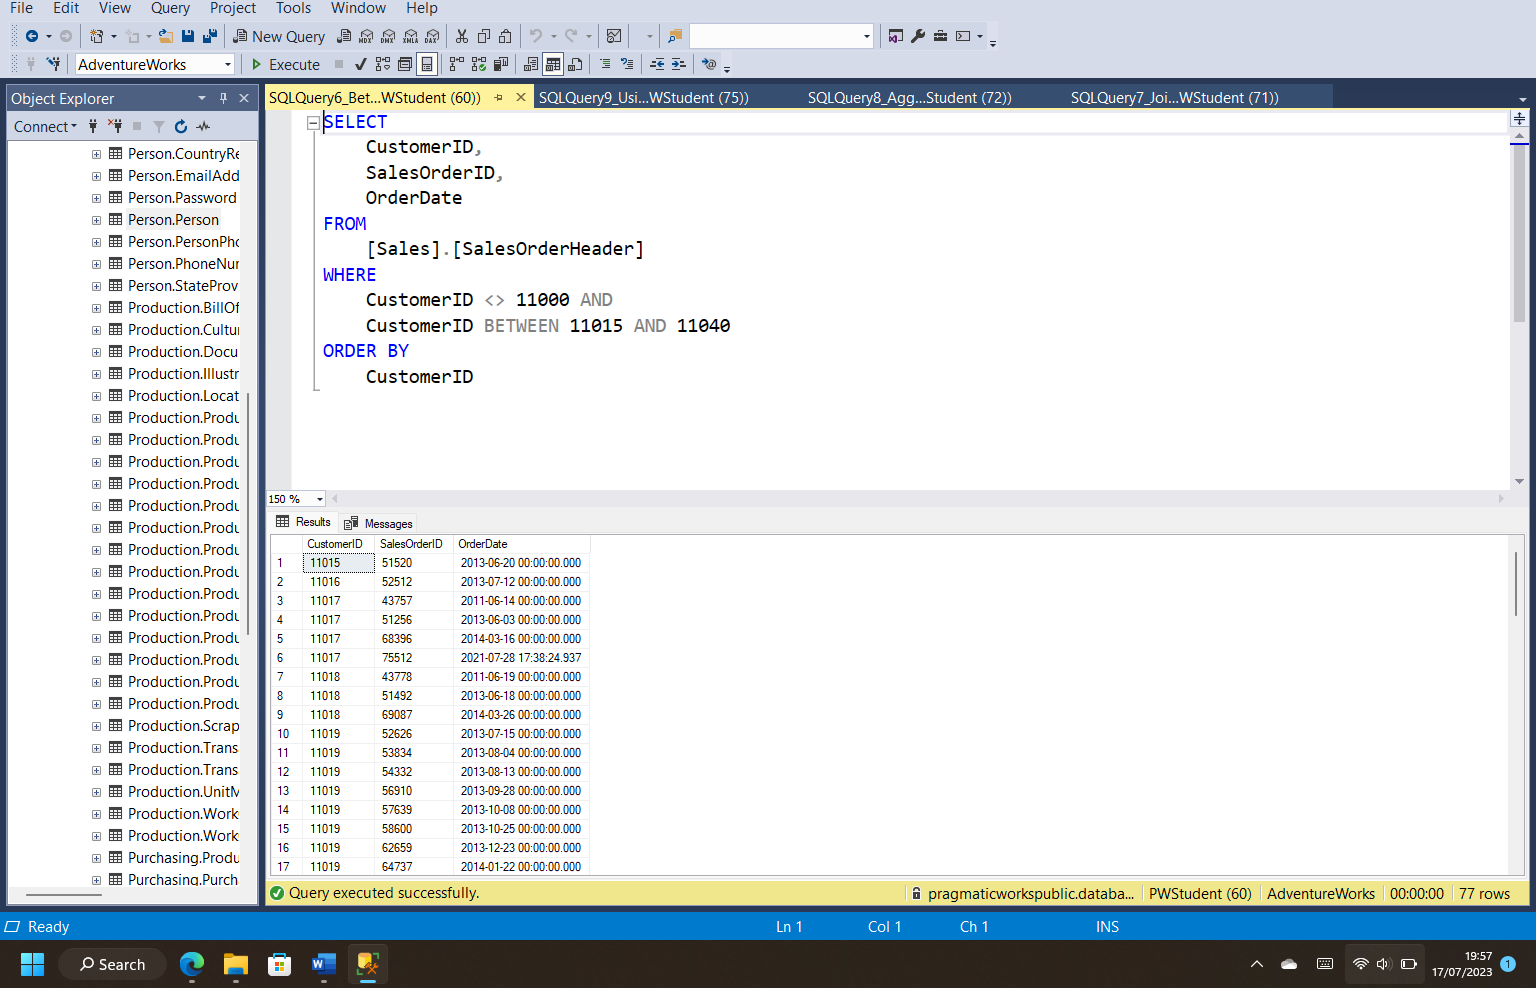 File Edit View Query Project Tools Window Help
New Query MDX DMX XMLA DAX
AdventureWorks Execute
Object Explorer
Connect
Person.CountryRe
Person.EmailAdd
Person.Password
Person.Person
Person.PersonPho
Person.PhoneNur
Person.StateProv
Production.BillOf
Production.Cultur
Production.Docu
Production.Illustr
Production.Locat
Production.Produ
Production.Produ
Production.Produ
Production.Produ
Production.Produ
Production.Produ
Production.Produ
Production.Produ
Production.Produ
Production.Produ
Production.Produ
Production.Produ
Production.Produ
Production.Produ
Production.Scrap
Production.Trans
Production.Trans
Production.UnitM
Production.Work
Production.Work
Purchasing.Produ
Purchasing.Purch
SQLQuery6_Bet...WStudent (60)) SQLQuery9_Usi...WStudent (75)) SQLQuery8_Agg...Student (72)) SQLQuery7_Joi...WStudent (71))
SELECT
CustomerID,
SalesOrderID,
OrderDate
FROM
[Sales].[SalesOrderHeader]
WHERE
CustomerID <> 11000 AND
CustomerID BETWEEN 11015 AND 11040
ORDER BY
CustomerID
150 %
Results Messages
CustomerID SalesOrderID OrderDate
1 11015 51520 2013-06-20 00:00:00.000
2 11016 52512 2013-07-12 00:00:00.000
3 11017 43757 2011-06-14 00:00:00.000
4 11017 51256 2013-06-03 00:00:00.000
5 11017 68396 2014-03-16 00:00:00.000
6 11017 75512 2021-07-28 17:38:24.937
7 11018 43778 2011-06-19 00:00:00.000
8 11018 51492 2013-06-18 00:00:00.000
9 11018 69087 2014-03-26 00:00:00.000
10 11019 52626 2013-07-15 00:00:00.000
11 11019 53834 2013-08-04 00:00:00.000
12 11019 54332 2013-08-13 00:00:00.000
13 11019 56910 2013-09-28 00:00:00.000
14 11019 57639 2013-10-08 00:00:00.000
15 11019 58600 2013-10-25 00:00:00.000
16 11019 62659 2013-12-23 00:00:00.000
17 11019 64737 2014-01-22 00:00:00.000
Query executed successfully. pragmaticworkspublic.databa... PWStudent (60) AdventureWorks 00:00:00 77 rows
Ready Ln 1 Col 1 Ch 1 INS
Search 19:57
17/07/2023 1